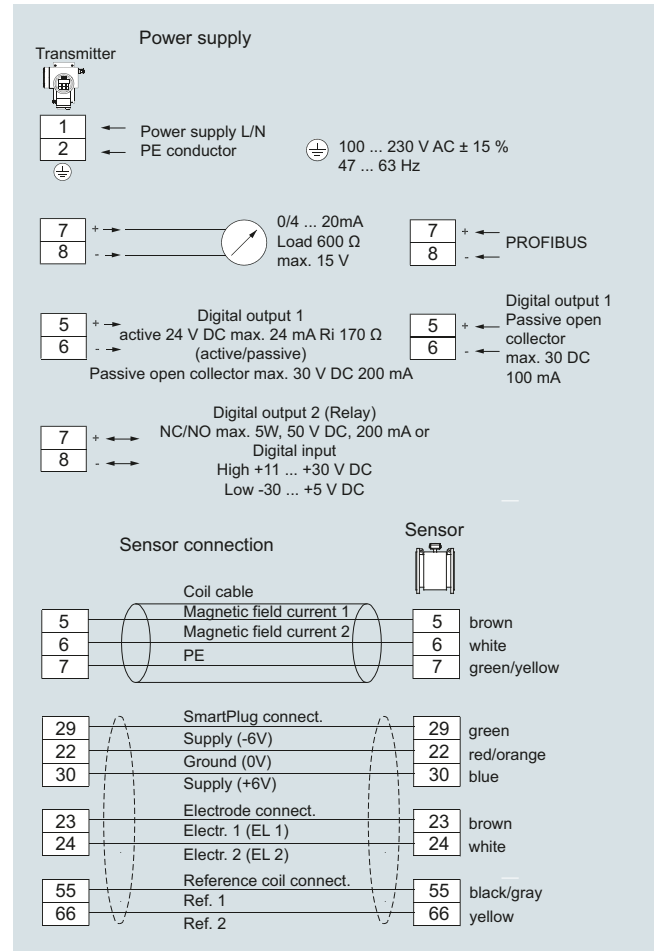 Power supply
Transmitter
1
Power supply L/N
2
PE conductor
100 ... 230 V AC ± 15 %
47 ... 63 Hz
7
+
8
-
0/4 ... 20mA
Load 600 Ω
max. 15 V
7
+
8
-
PROFIBUS
5
+
6
-
Digital output 1
active 24 V DC max. 24 mA Ri 170 Ω
(active/passive)
Passive open collector max. 30 V DC 200 mA
5
+
6
-
Digital output 1
Passive open
collector
max. 30 DC
100 mA
7
+
8
-
Digital output 2 (Relay)
NC/NO max. 5W, 50 V DC, 200 mA or
Digital input
High +11 ... +30 V DC
Low -30 ... +5 V DC
Sensor connection
Sensor
Coil cable
5 Magnetic field current 1 5 brown
6 Magnetic field current 2 6 white
7 PE 7 green/yellow
SmartPlug connect.
29 Supply (-6V) 29 green
22 Ground (0V) 22 red/orange
30 Supply (+6V) 30 blue
Electrode connect.
23 Electr. 1 (EL 1) 23 brown
24 Electr. 2 (EL 2) 24 white
Reference coil connect.
55 Ref. 1 55 black/gray
66 Ref. 2 66 yellow